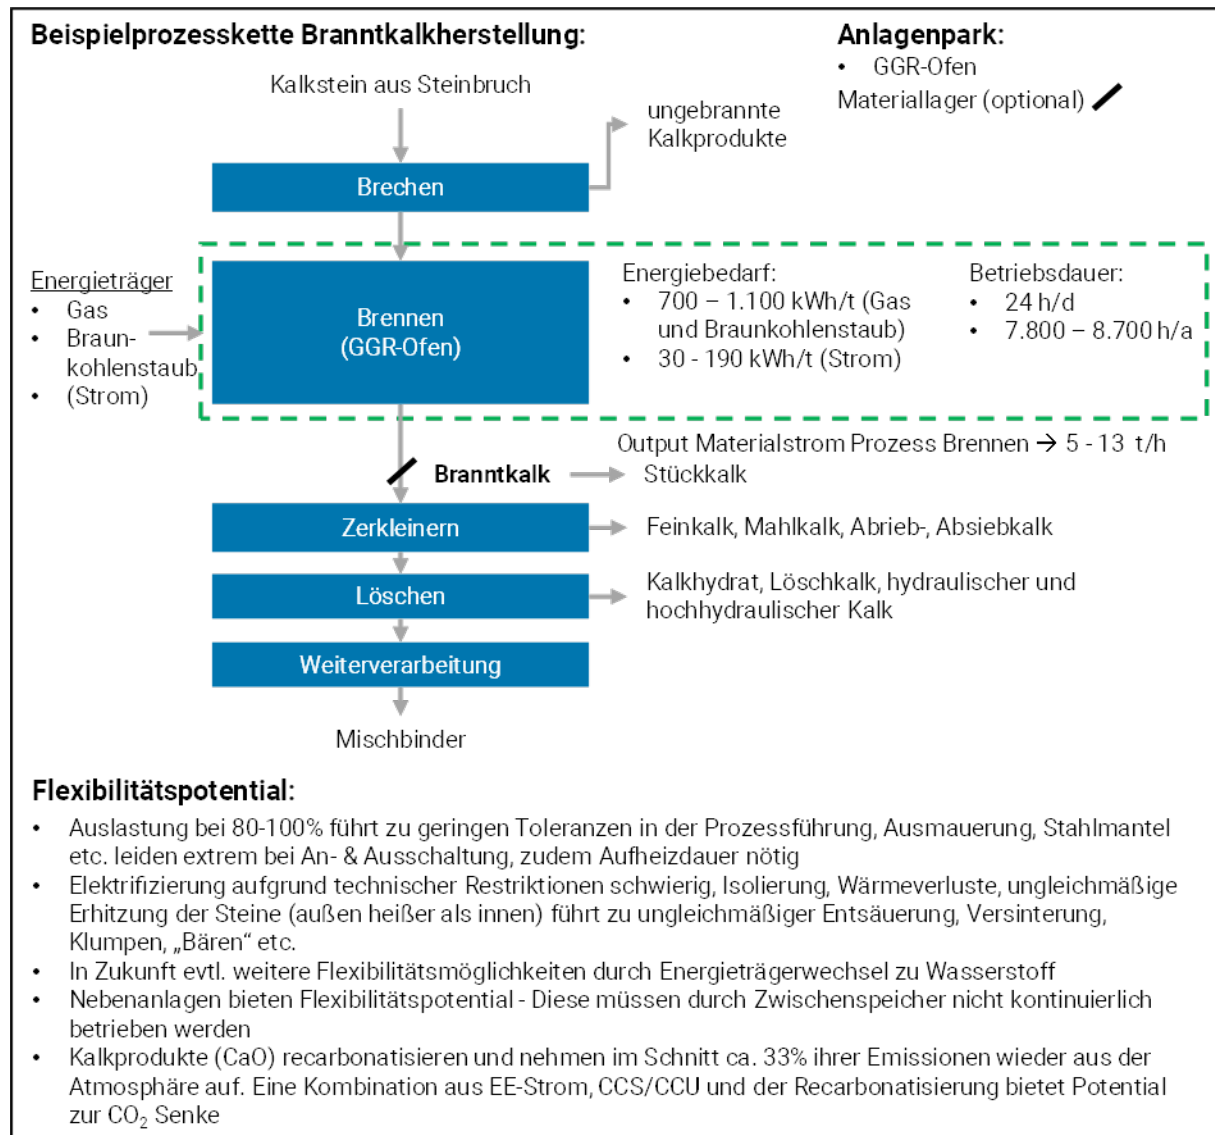 Beispielprozesskette Branntkalkherstellung:
Anlagenpark:
• GGR-Ofen
Materiallager (optional)
Kalkstein aus Steinbruch
ungebrannte
Kalkprodukte
Brechen
Energieträger
• Gas
• Braun-
kohlenstaub
• (Strom)
Brennen
(GGR-Ofen)
Energiebedarf:
• 700 – 1.100 kWh/t (Gas
und Braunkohlenstaub)
• 30 - 190 kWh/t (Strom)
Betriebsdauer:
• 24 h/d
• 7.800 – 8.700 h/a
Output Materialstrom Prozess Brennen → 5 - 13 t/h
Branntkalk
Stückkalk
Zerkleinern
Feinkalk, Mahlkalk, Abrieb-, Absiebkalk
Löschen
Kalkhydrat, Löschkalk, hydraulischer und
hochhydraulischer Kalk
Weiterverarbeitung
Mischbinder
Flexibilitätspotential:
• Auslastung bei 80-100% führt zu geringen Toleranzen in der Prozessführung, Ausmauerung, Stahlmantel
etc. leiden extrem bei An- & Ausschaltung, zudem Aufheizdauer nötig
• Elektrifizierung aufgrund technischer Restriktionen schwierig, Isolierung, Wärmeverluste, ungleichmäßige
Erhitzung der Steine (außen heißer als innen) führt zu ungleichmäßiger Entsäuerung, Versinterung,
Klumpen, „Bären“ etc.
• In Zukunft evtl. weitere Flexibilitätsmöglichkeiten durch Energieträgerwechsel zu Wasserstoff
• Nebenanlagen bieten Flexibilitätspotential - Diese müssen durch Zwischenspeicher nicht kontinuierlich
betrieben werden
• Kalkprodukte (CaO) recarbonatisieren und nehmen im Schnitt ca. 33% ihrer Emissionen wieder aus der
Atmosphäre auf. Eine Kombination aus EE-Strom, CCS/CCU und der Recarbonatisierung bietet Potential
zur CO₂ Senke